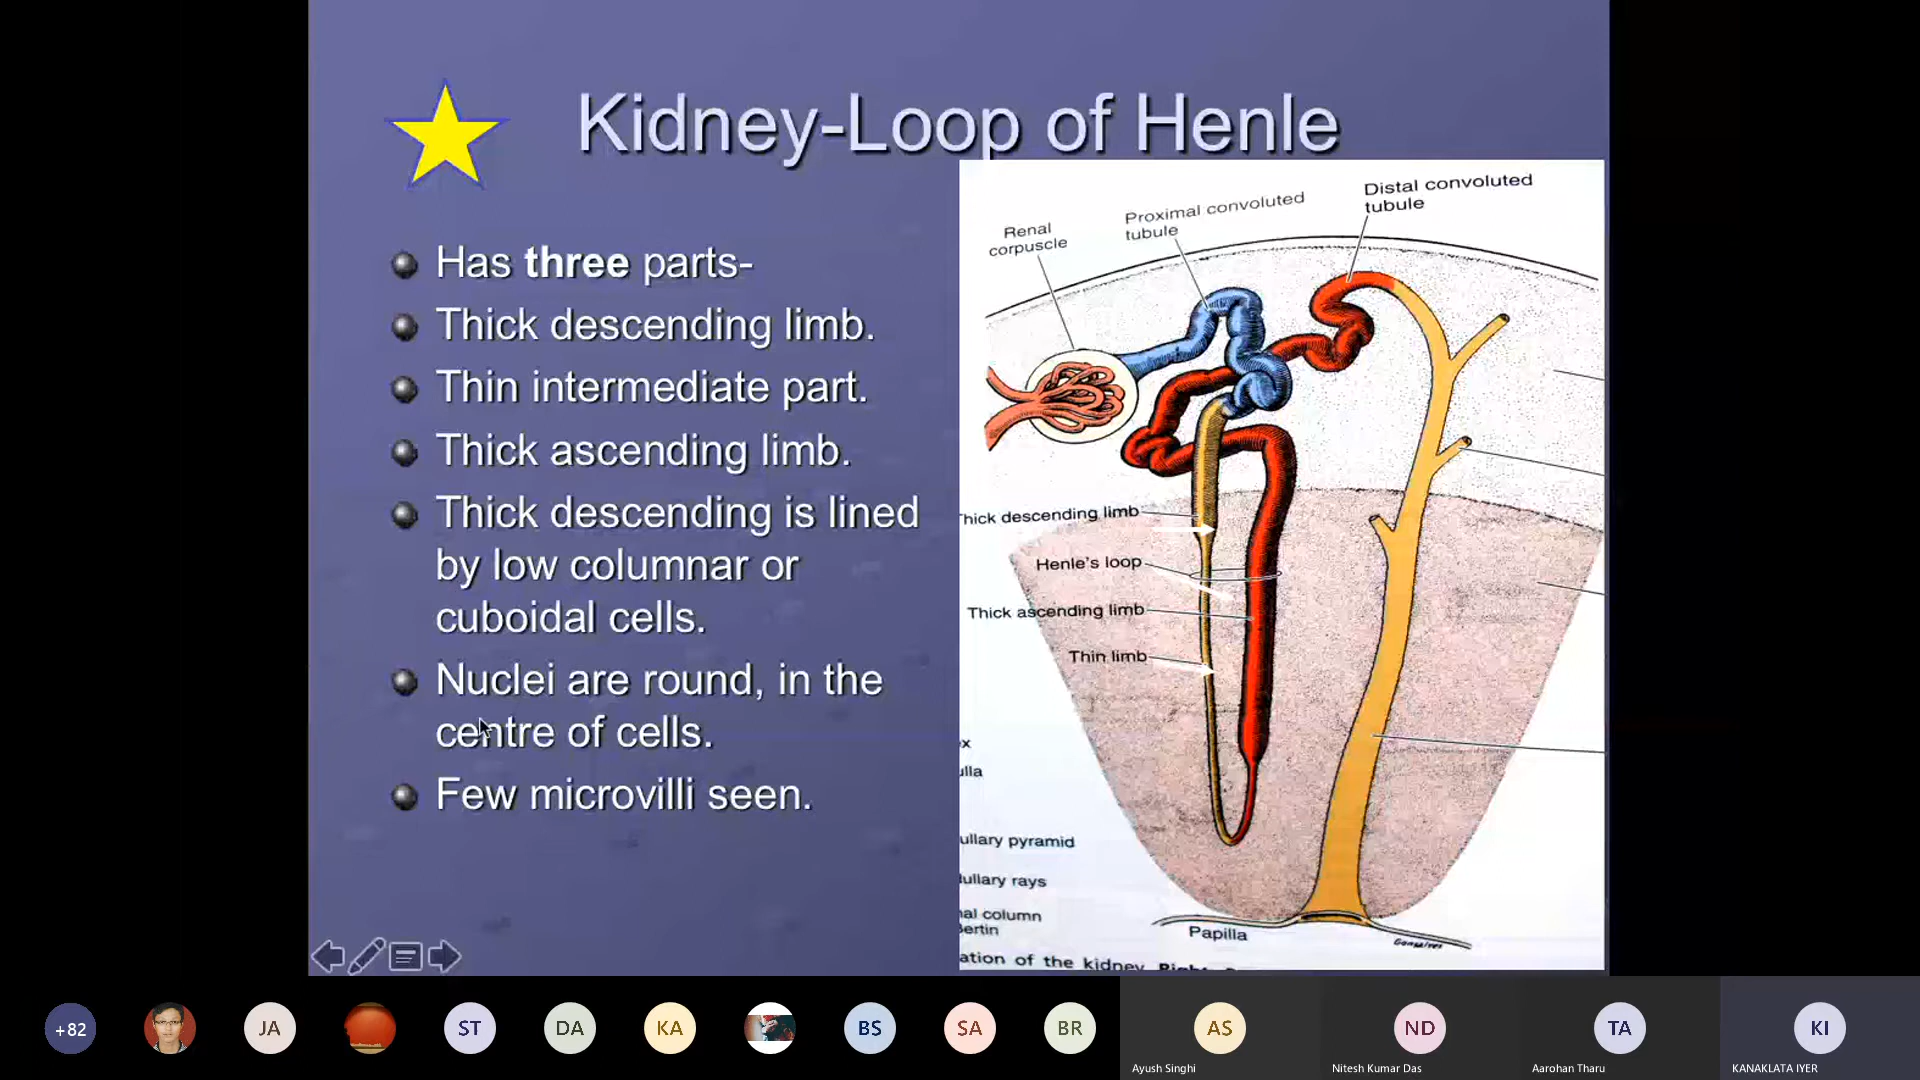 Kidney-Loop of Henle
Has three parts-
Thick descending limb.
Thin intermediate part.
Thick ascending limb.
Thick descending is lined
by low columnar or
cuboidal cells.
Nuclei are round, in the
centre of cells.
Few microvilli seen.
Renal
corpuscle
Proximal convoluted
tubule
Distal convoluted
tubule
Thick descending limb
Henle's loop
Thick ascending limb
Thin limb
x
ulla
ullary pyramid
dullary rays
nal column
Bertin
Papilla
ation of the kidney.
+82
JA
ST
DA
KA
BS
SA
BR
AS
Ayush Singhi
ND
Nitesh Kumar Das
TA
Aarohan Tharu
KI
KANAKLATA IYER